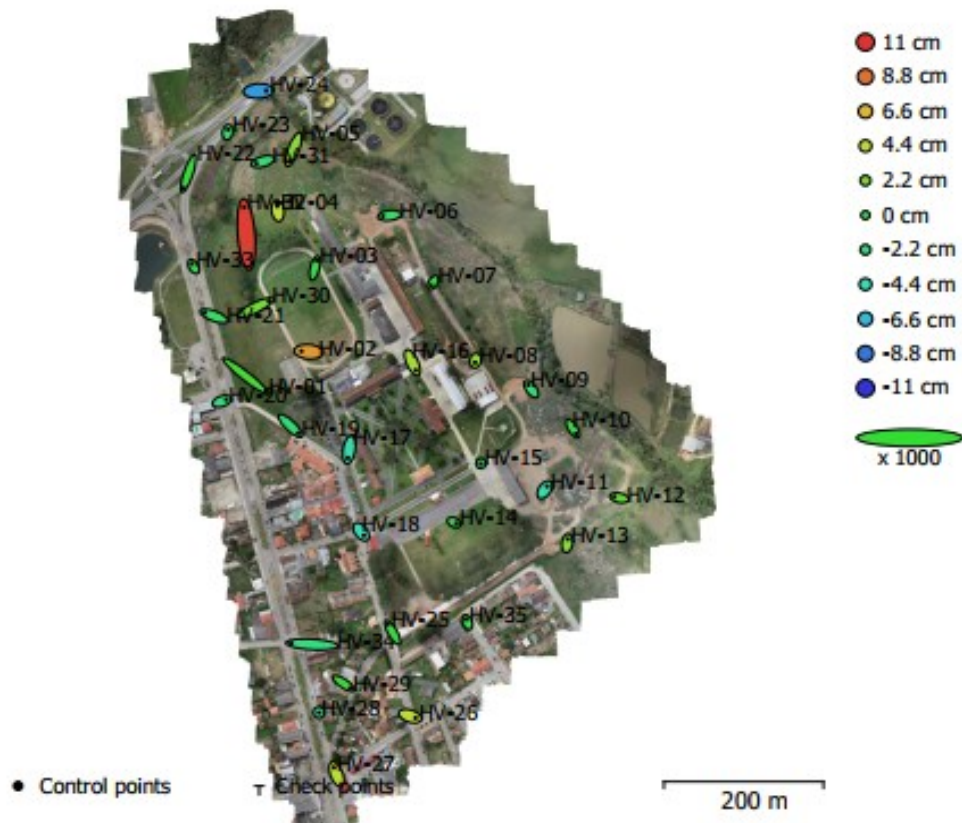 HV-24
HV-23
HV-05
HV-22
HV-31
HV-04
HV-06
HV-03
HV-33
HV-07
HV-30
HV-21
HV-02
HV-16
HV-08
HV-01
HV-09
HV-20
HV-19
HV-10
HV-17
HV-15
HV-11
HV-12
HV-14
HV-18
HV-13
HV-25
HV-35
HV-34
HV-29
HV-28
HV-26
HV-27
Control points
Check points
11 cm
8.8 cm
6.6 cm
4.4 cm
2.2 cm
0 cm
-2.2 cm
-4.4 cm
-6.6 cm
-8.8 cm
-11 cm
x 1000
200 m